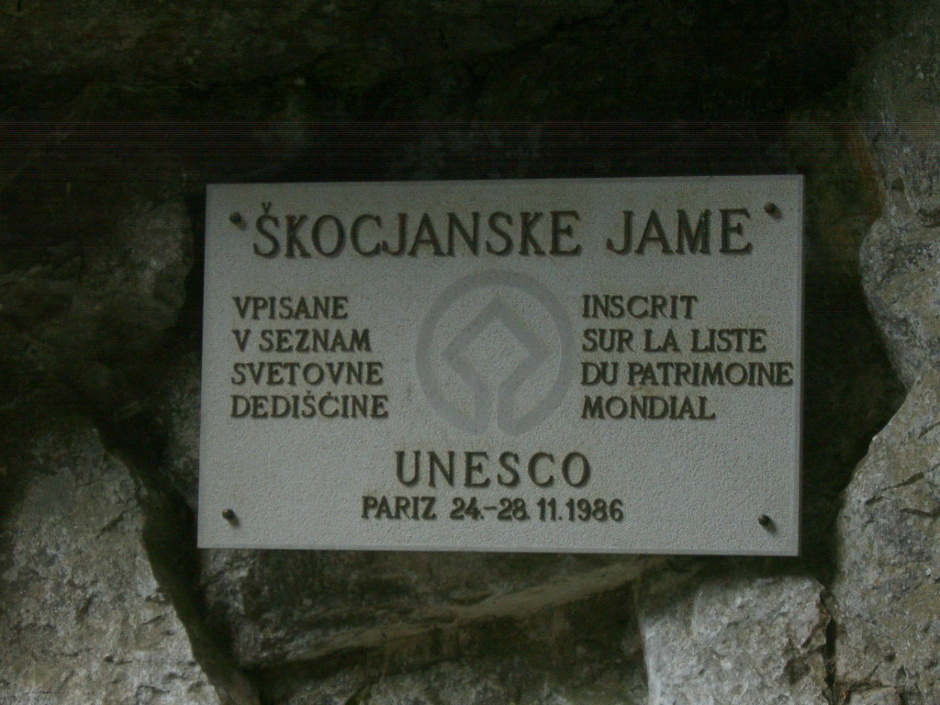 ŠKOCJANSKE JAME
VPISANE
V SEZNAM
SVETOVNE
DEDIŠČINE
INSCRIT
SUR LA LISTE
DU PATRIMOINE
MONDIAL
UNESCO
PARIZ 24.-28. 11. 1986